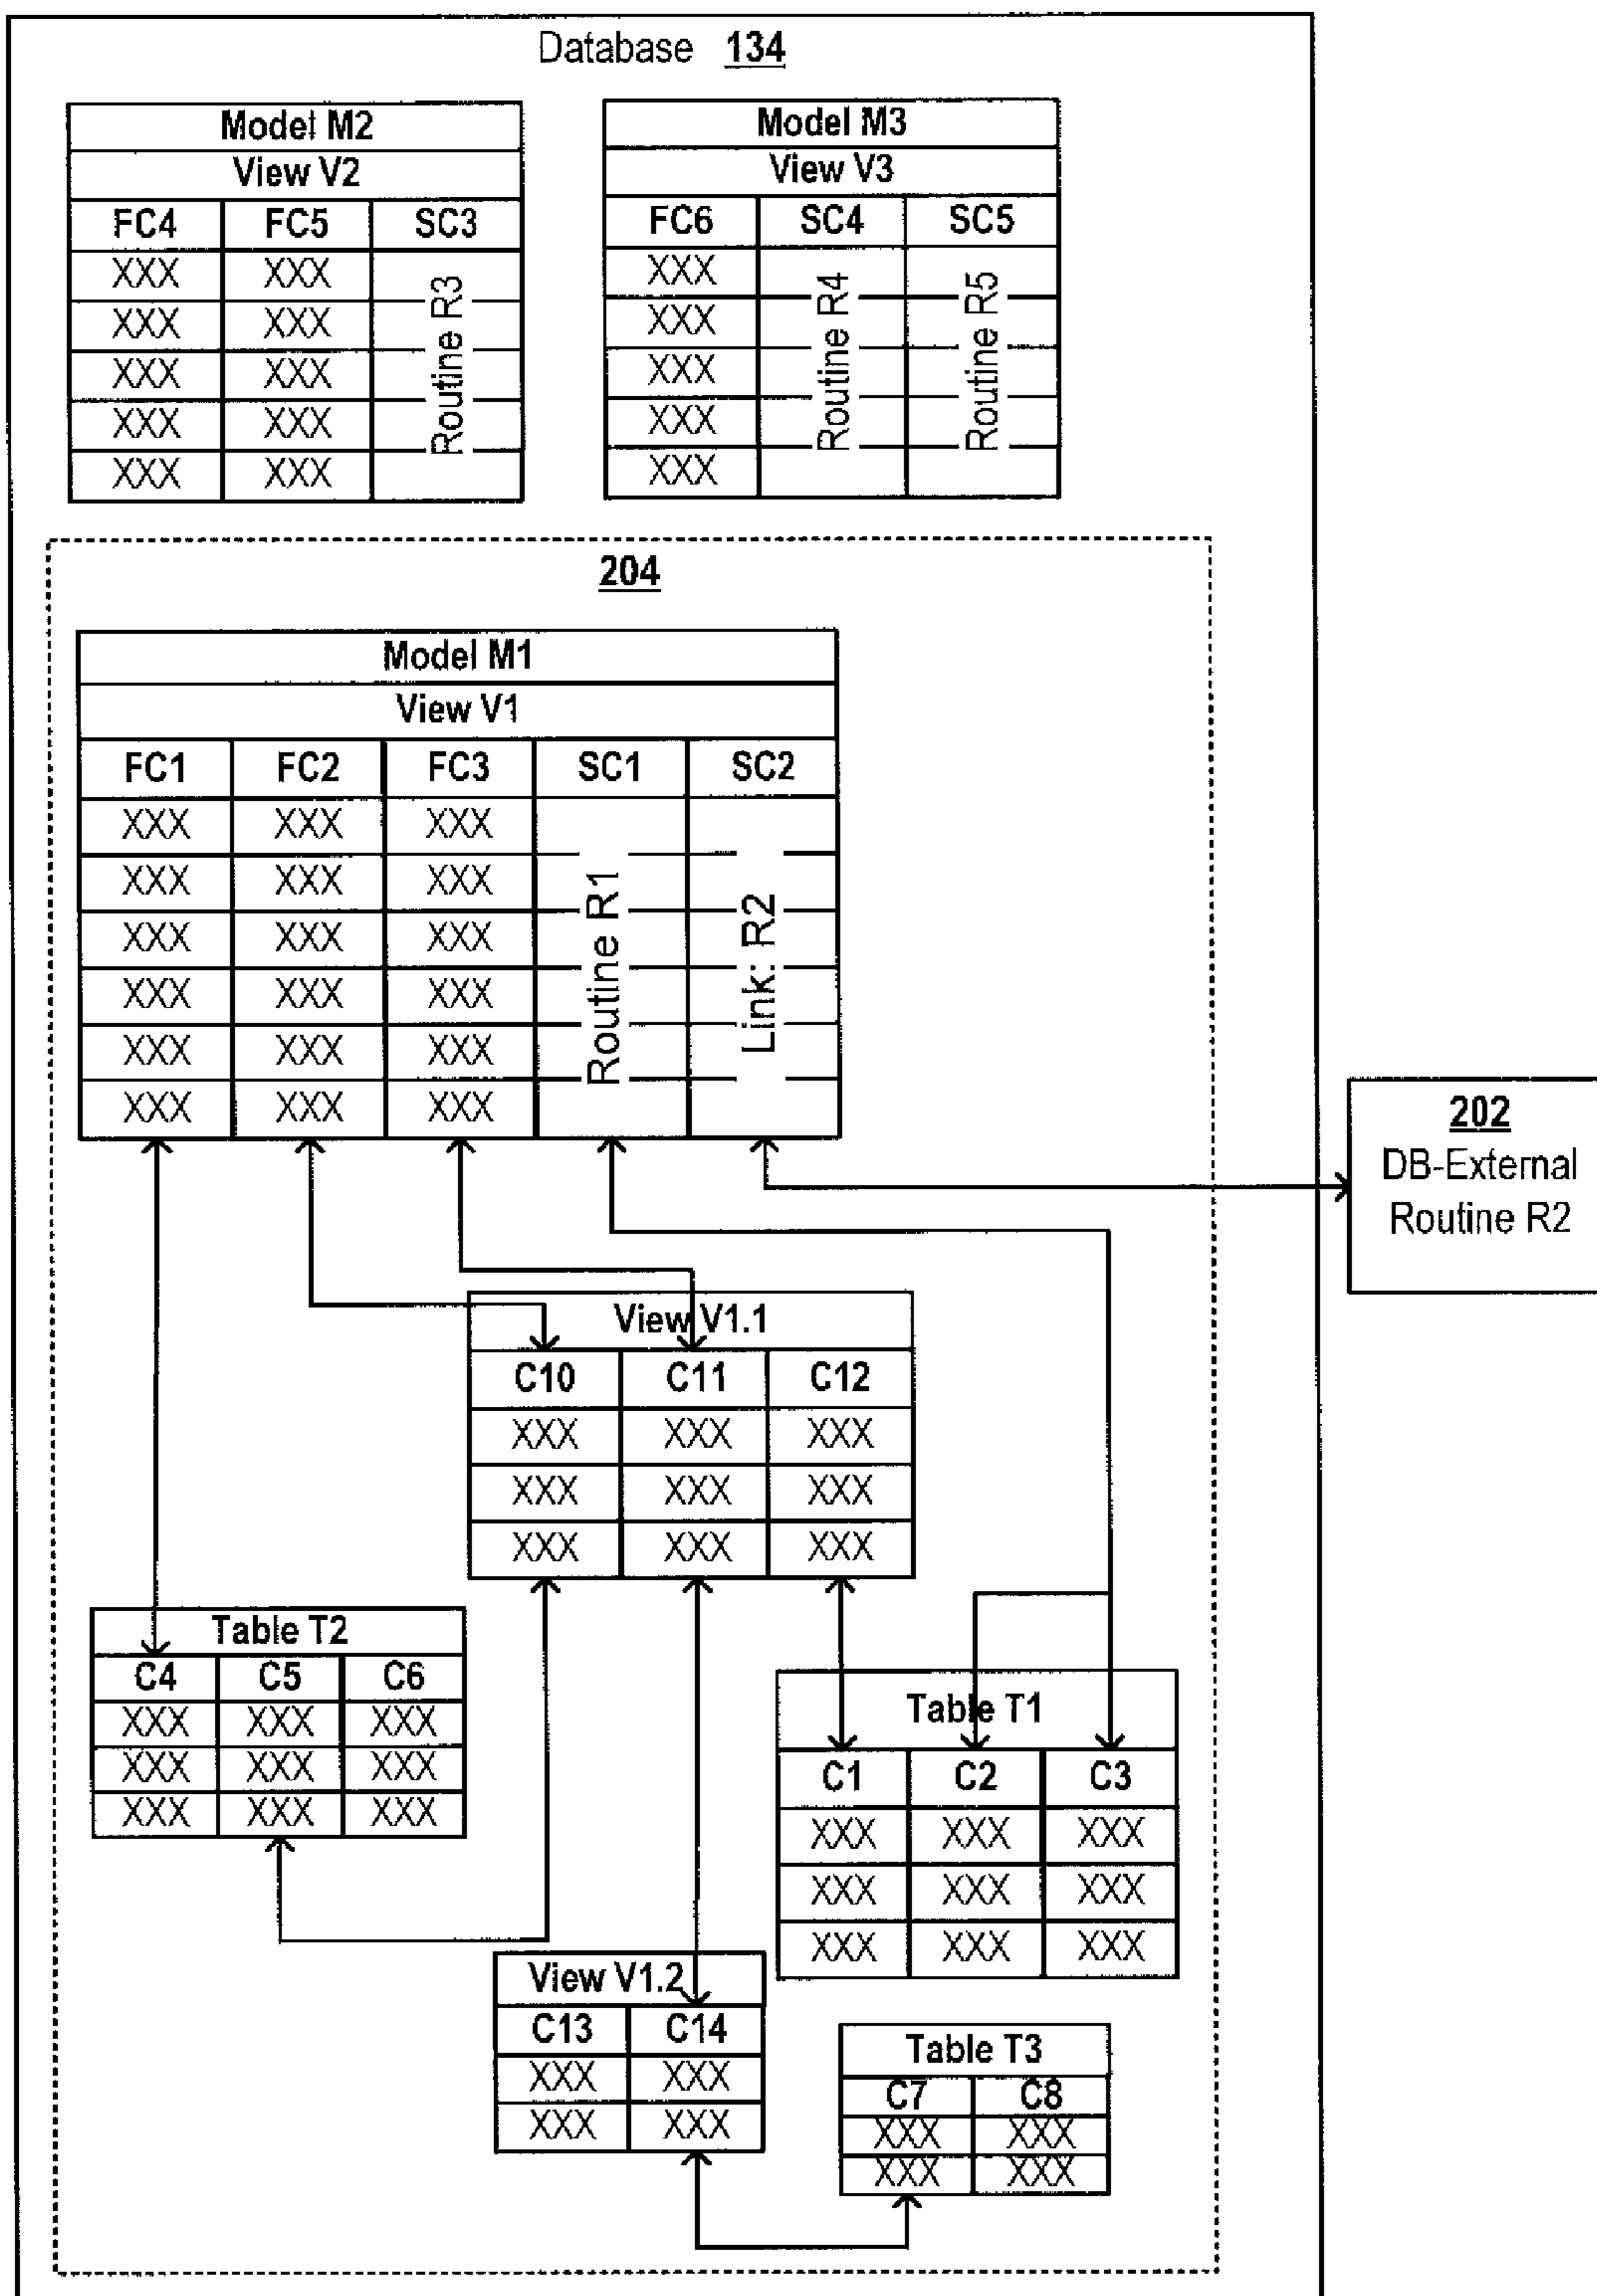 Database 134
Model M2
View V2
FC4 FC5 SC3
XXX XXX
XXX XXX
XXX XXX
XXX XXX
XXX XXX
Routine R3
Model M3
View V3
FC6 SC4 SC5
XXX
XXX
XXX
XXX
XXX
Routine R4
Routine R5
204
Model M1
View V1
FC1 FC2 FC3 SC1 SC2
XXX XXX XXX
XXX XXX XXX
XXX XXX XXX
XXX XXX XXX
XXX XXX XXX
XXX XXX XXX
Routine R1
Link: R2
202
DB-External
Routine R2
View V1.1
C10 C11 C12
XXX XXX XXX
XXX XXX XXX
XXX XXX XXX
Table T2
C4 C5 C6
XXX XXX XXX
XXX XXX XXX
XXX XXX XXX
Table T1
C1 C2 C3
XXX XXX XXX
XXX XXX XXX
XXX XXX XXX
View V1.2
C13 C14
XXX XXX
XXX XXX
Table T3
C7 C8
XXX XXX
XXX XXX